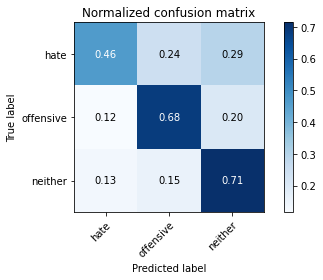 Normalized confusion matrix
True label
hate 0.46 0.24 0.29
offensive 0.12 0.68 0.20
neither 0.13 0.15 0.71
hate offensive neither
Predicted label
0.7
0.6
0.5
0.4
0.3
0.2